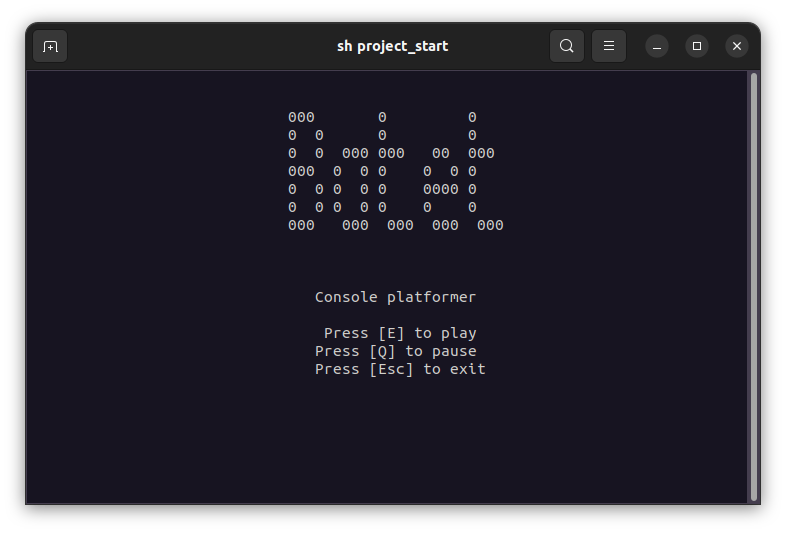 sh project_start
000       0         0
0  0      0         0
0  0  000 000   00  000
000  0  0 0    0  0 0
0  0 0  0 0    0000 0
0  0 0  0 0    0    0
000   000  000  000  000
Console platformer
Press [E] to play
Press [Q] to pause
Press [Esc] to exit